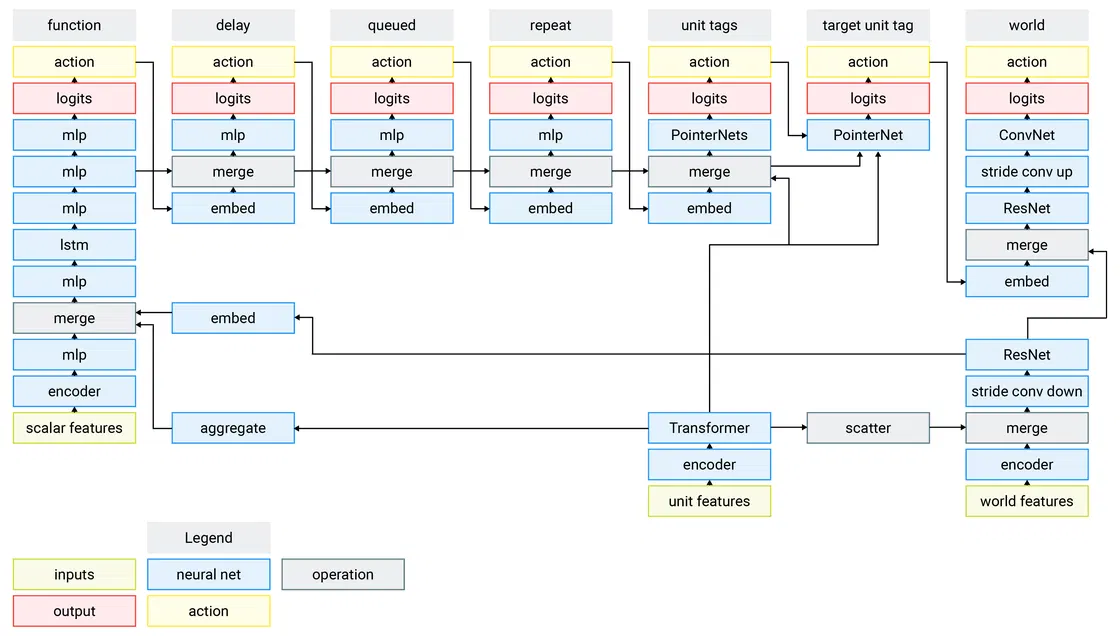 function
delay
queued
repeat
unit tags
target unit tag
world
action
action
action
action
action
action
action
logits
logits
logits
logits
logits
logits
logits
mlp
mlp
mlp
mlp
PointerNets
PointerNet
ConvNet
mlp
merge
merge
merge
merge
stride conv up
mlp
embed
embed
embed
embed
ResNet
lstm
merge
mlp
embed
merge
embed
mlp
ResNet
encoder
stride conv down
scalar features
aggregate
Transformer
scatter
merge
encoder
encoder
unit features
world features
Legend
inputs
neural net
operation
output
action